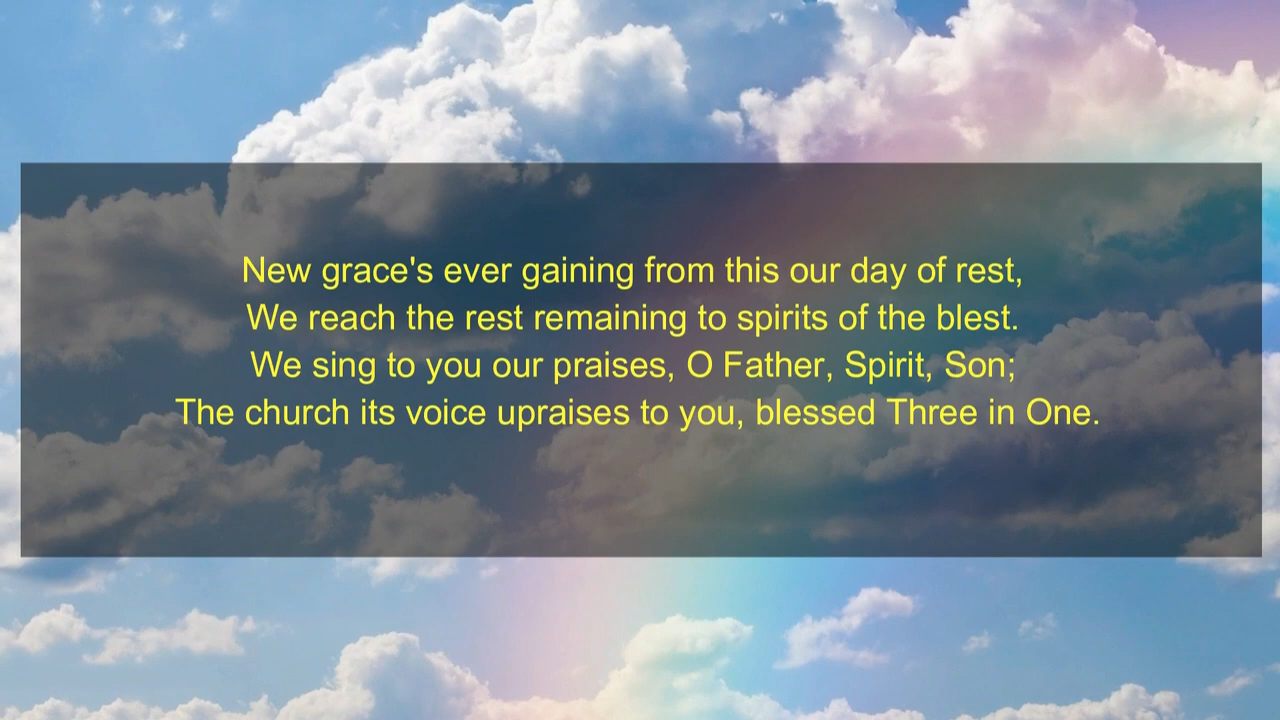 New grace's ever gaining from this our day of rest,
We reach the rest remaining to spirits of the blest.
We sing to you our praises, O Father, Spirit, Son;
The church its voice upraises to you, blessed Three in One.